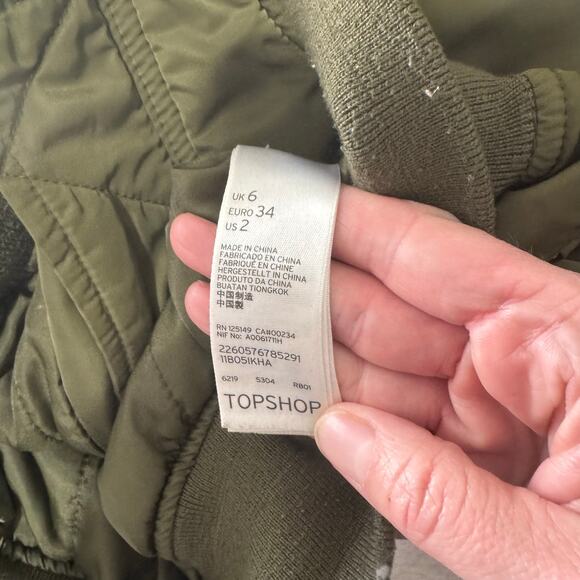 UK 6
EURO 34
US 2
MADE IN CHINA
FABRICADO EN CHINA
FABRIQUÉ EN CHINE
HERGESTELLT IN CHINA
PRODUTO DA CHINA
BUATAN TIONGKOK
中国制造
中国製
RN 125149 CA#00234
NIF No: A0061711H
2260576785291
11B05IKHA
6219 5304 RB01
TOPSHOP